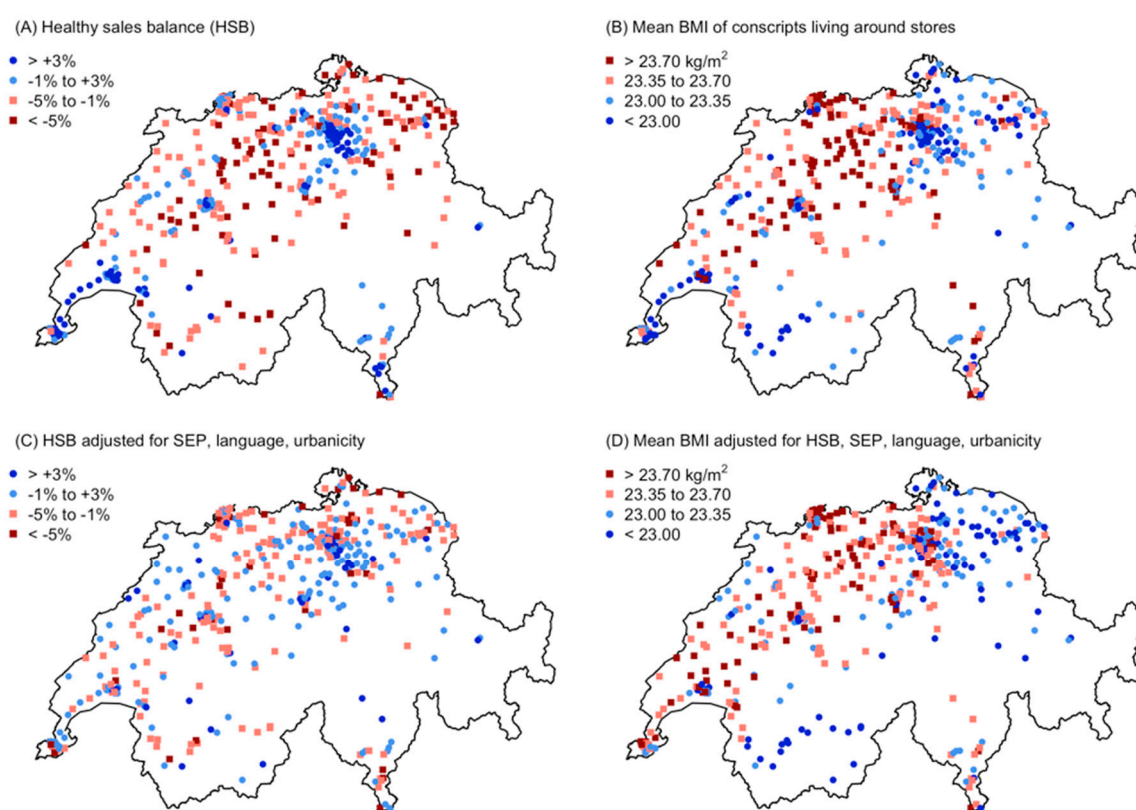 (A) Healthy sales balance (HSB)
> +3%
-1% to +3%
-5% to -1%
< -5%
(B) Mean BMI of conscripts living around stores
> 23.70 kg/m²
23.35 to 23.70
23.00 to 23.35
< 23.00
(C) HSB adjusted for SEP, language, urbanicity
> +3%
-1% to +3%
-5% to -1%
< -5%
(D) Mean BMI adjusted for HSB, SEP, language, urbanicity
> 23.70 kg/m²
23.35 to 23.70
23.00 to 23.35
< 23.00